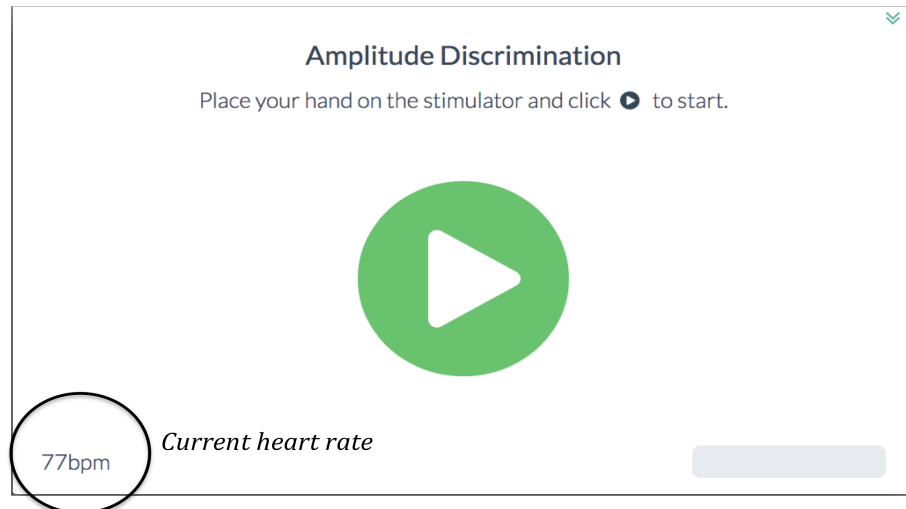 Amplitude Discrimination
Place your hand on the stimulator and click to start.
Current heart rate
77bpm